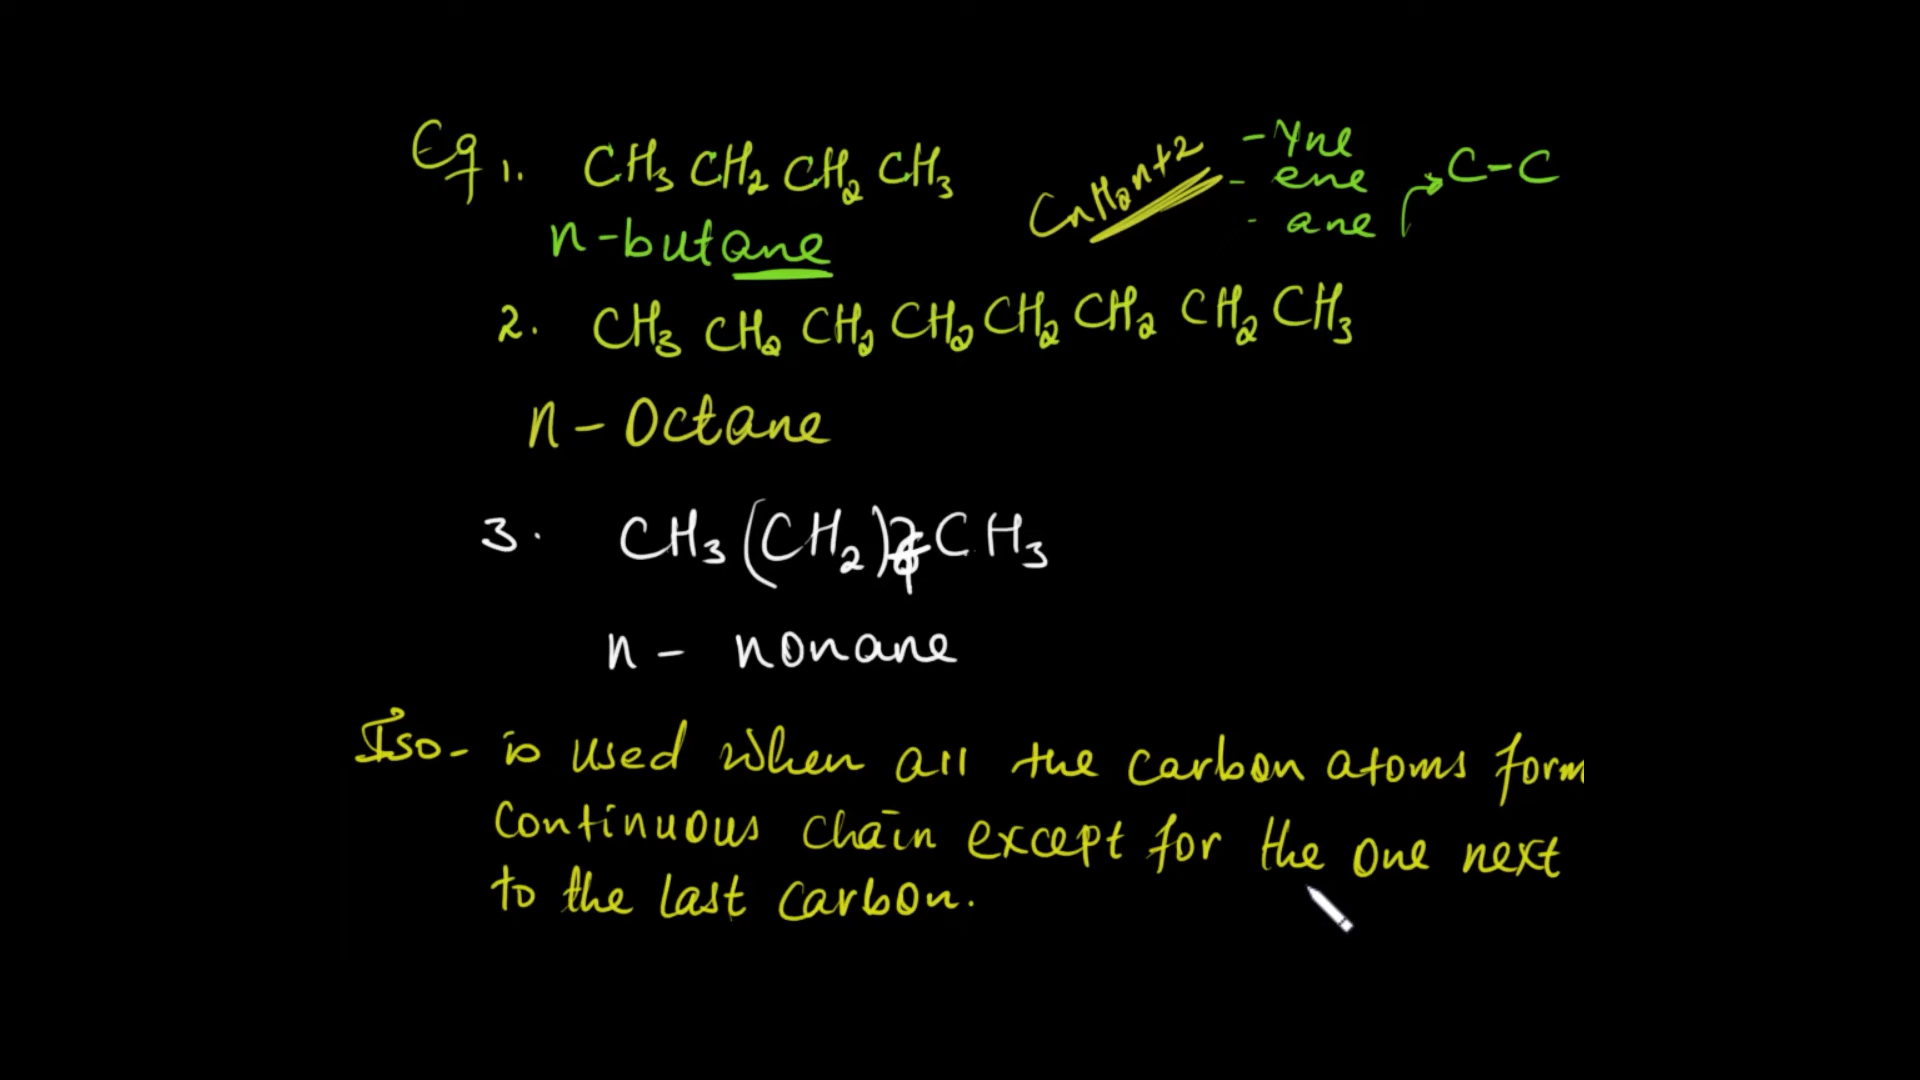 Eg 1. CH3 CH2 CH2 CH3
n-butane
CnH2n+2
-yne
- ene
- ane
C-C
2. CH3 CH2 CH2 CH2 CH2 CH2 CH2 CH3
n-Octane
3. CH3(CH2) CH3
n- nonane
Iso- is used when all the carbon atoms form
Continuous chain except for the one next
to the last carbon.